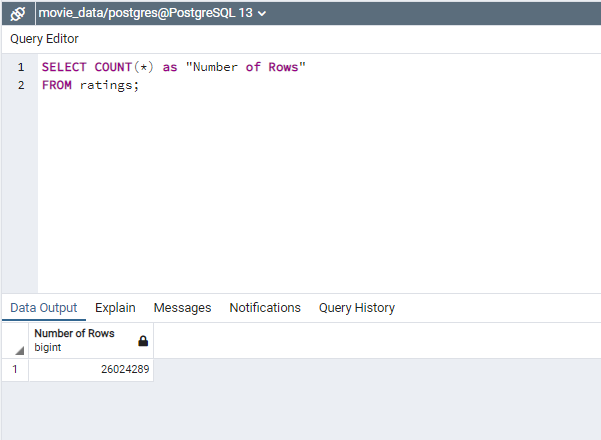 movie_data/postgres@PostgreSQL 13
Query Editor
1 SELECT COUNT(*) as "Number of Rows"
2 FROM ratings;
Data Output Explain Messages Notifications Query History
Number of Rows
bigint
1 26024289